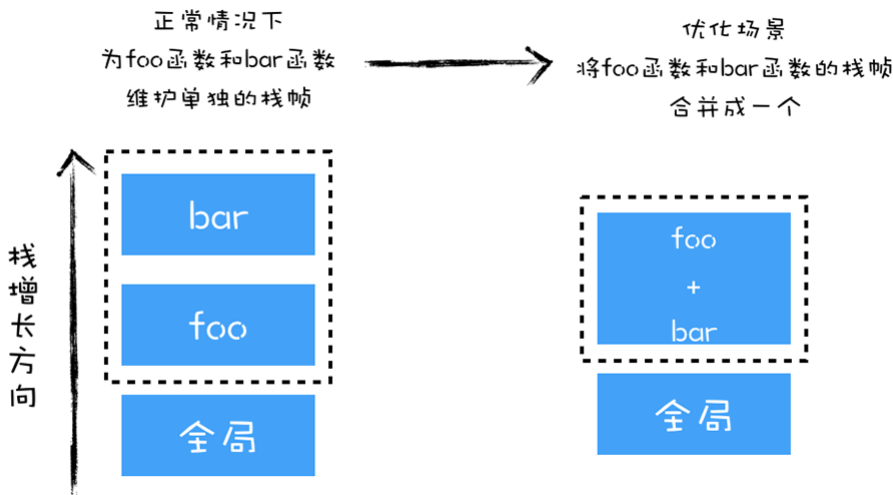 正常情况下
为foo函数和bar函数
维护单独的栈帧
优化场景
将foo函数和bar函数的栈帧
合并成一个
栈增长方向
bar
foo
全局
foo
+
bar
全局